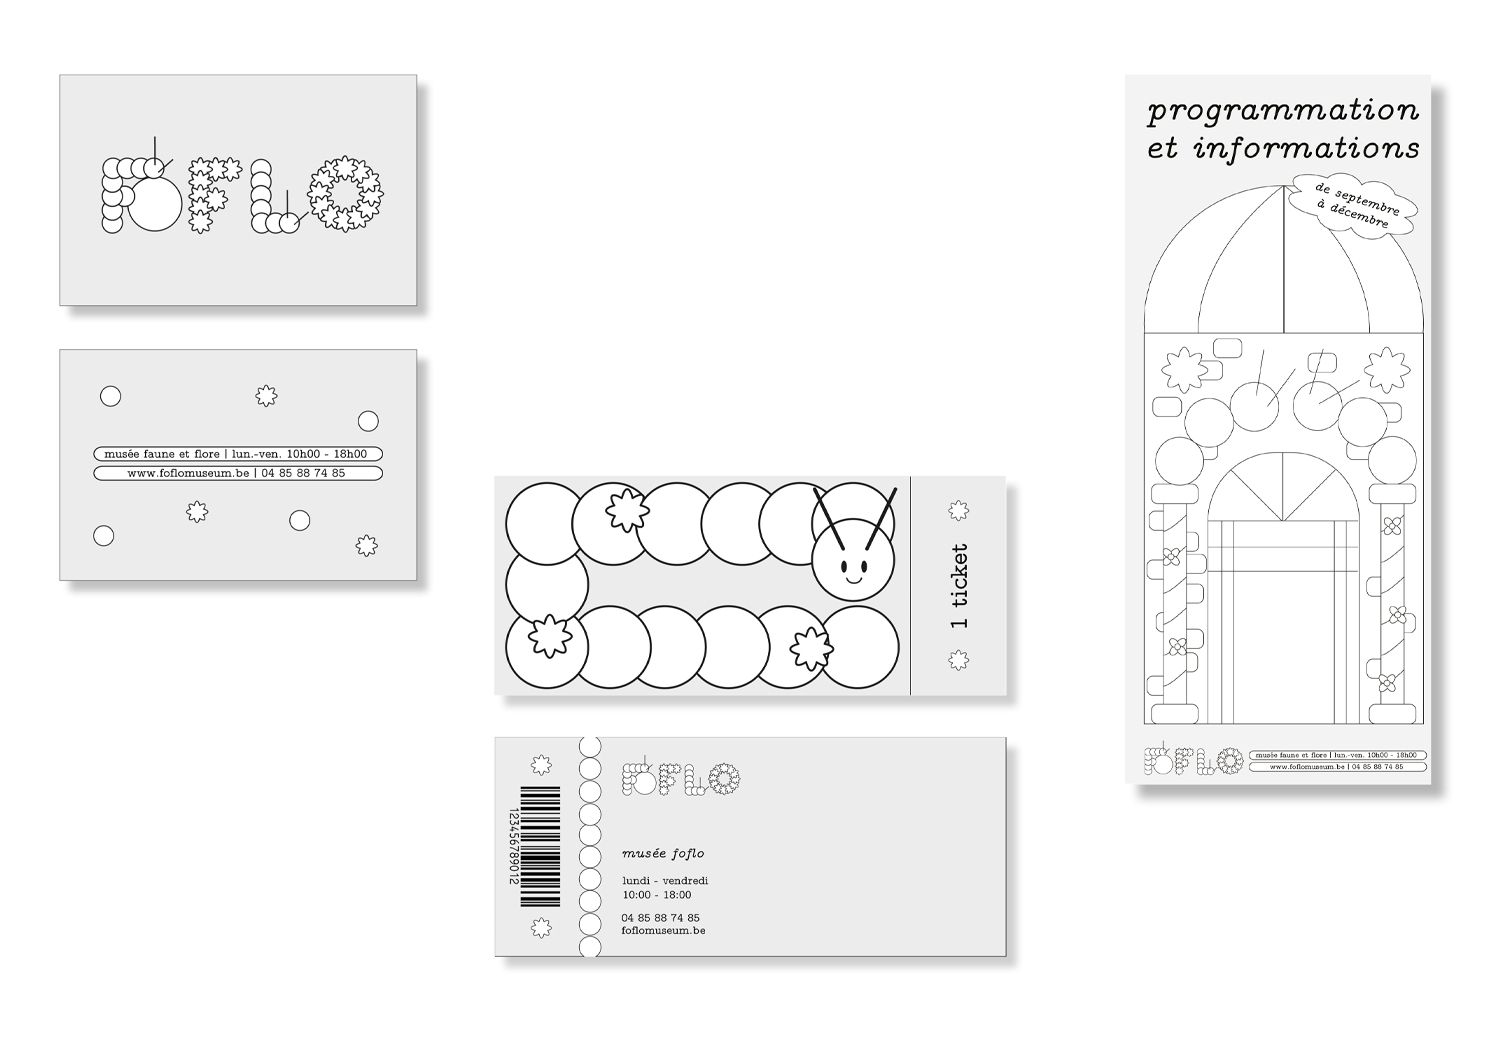 FOFLO
musée faune et flore | lun.-ven. 10h00 - 18h00
www.foflomuseum.be | 04 85 88 74 85
1 ticket
123456789012
FOFLO
musée foflo
lundi - vendredi
10:00 - 18:00
04 85 88 74 85
foflomuseum.be
programmation
et informations
de septembre
à décembre
FOFLO
musée faune et flore | lun.-ven. 10h00 - 18h00
www.foflomuseum.be | 04 85 88 74 85